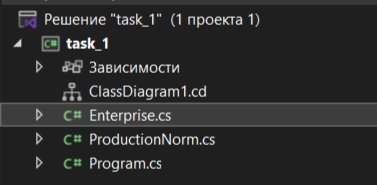 Решение "task_1" (1 проекта 1)
C# task_1
Зависимости
ClassDiagram1.cd
C# Enterprise.cs
C# ProductionNorm.cs
C# Program.cs